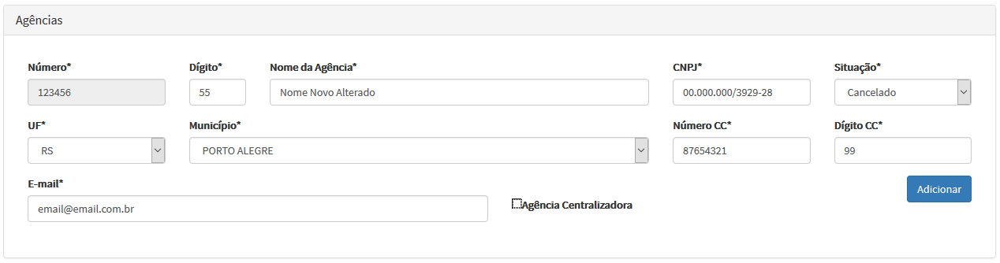 Agências
Número* Dígito* Nome da Agência* CNPJ* Situação*
123456 55 Nome Novo Alterado 00.000.000/3929-28 Cancelado
UF* Município* Número CC* Dígito CC*
RS PORTO ALEGRE 87654321 99
E-mail*
Adicionar
email@email.com.br Agência Centralizadora